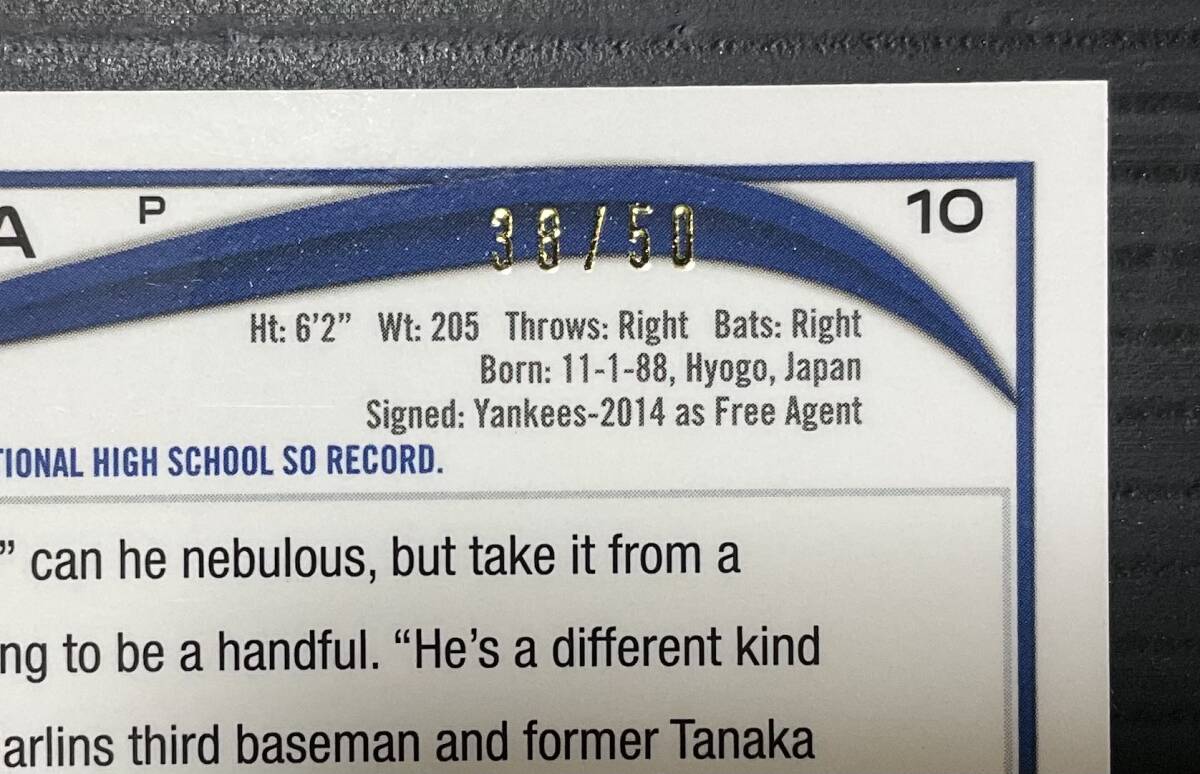 A P 10
38/50
Ht: 6'2” Wt: 205 Throws: Right Bats: Right
Born: 11-1-88, Hyogo, Japan
Signed: Yankees-2014 as Free Agent
TIONAL HIGH SCHOOL SO RECORD.
” can he nebulous, but take it from a
ng to be a handful. “He’s a different kind
arlins third baseman and former Tanaka